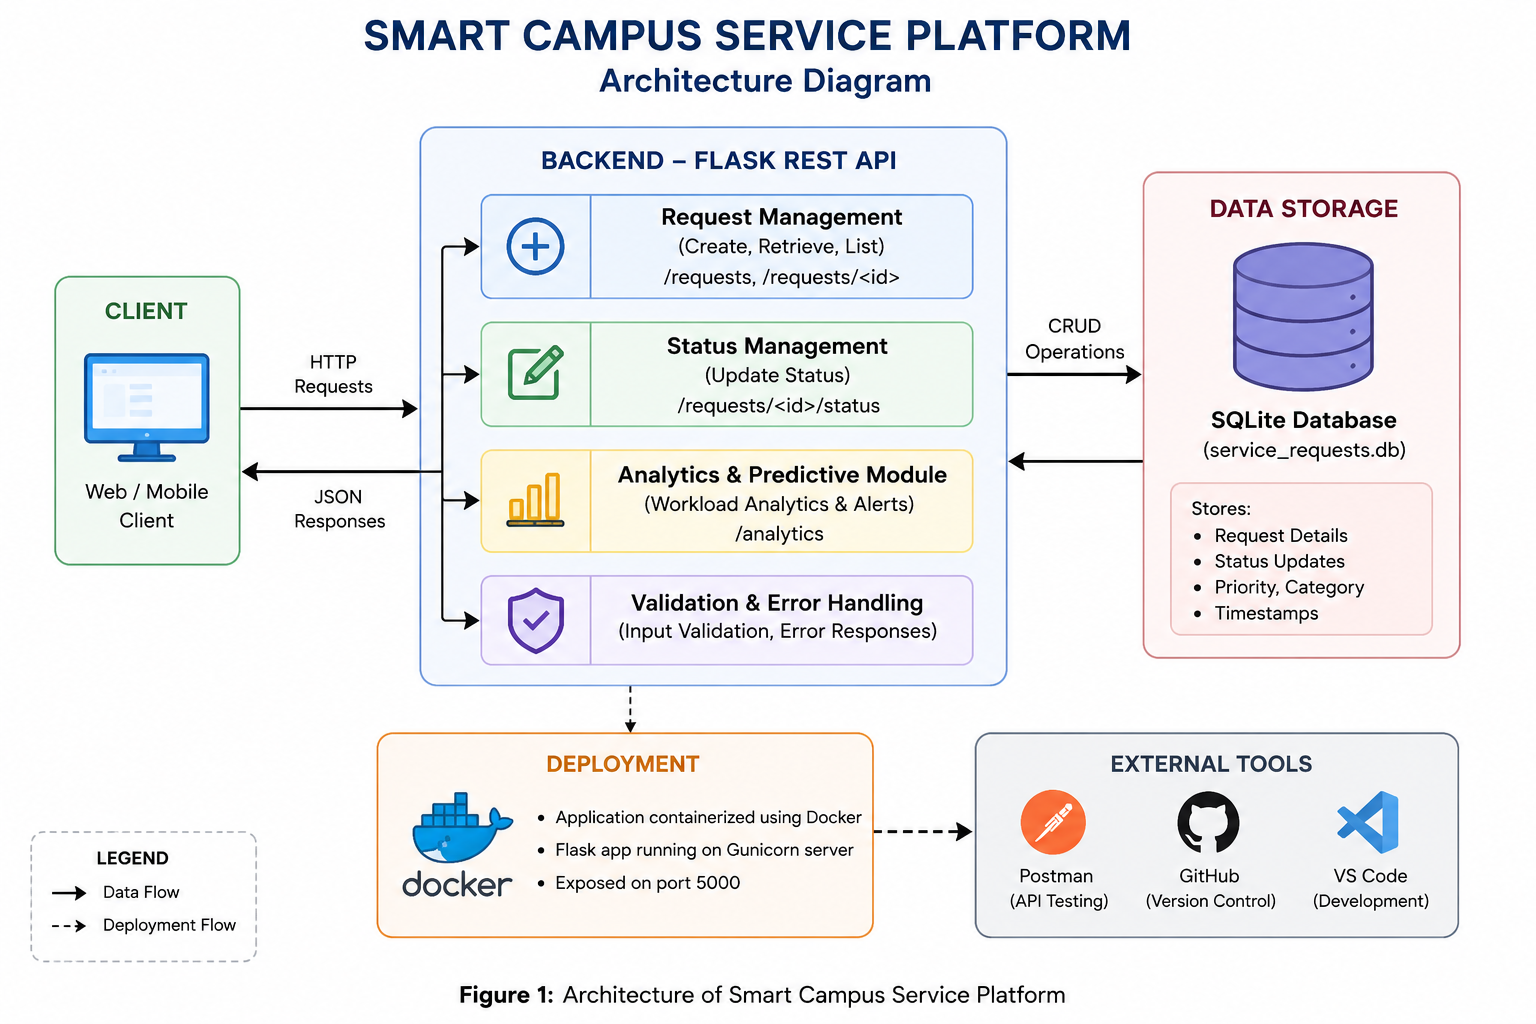 SMART CAMPUS SERVICE PLATFORM
Architecture Diagram
CLIENT
Web / Mobile
Client
HTTP
Requests
JSON
Responses
BACKEND – FLASK REST API
Request Management
(Create, Retrieve, List)
/requests, /requests/<id>
Status Management
(Update Status)
/requests/<id>/status
Analytics & Predictive Module
(Workload Analytics & Alerts)
/analytics
Validation & Error Handling
(Input Validation, Error Responses)
CRUD
Operations
DATA STORAGE
SQLite Database
(service_requests.db)
Stores:
• Request Details
• Status Updates
• Priority, Category
• Timestamps
DEPLOYMENT
docker
• Application containerized using Docker
• Flask app running on Gunicorn server
• Exposed on port 5000
EXTERNAL TOOLS
Postman
(API Testing)
GitHub
(Version Control)
VS Code
(Development)
LEGEND
Data Flow
Deployment Flow
Figure 1: Architecture of Smart Campus Service Platform